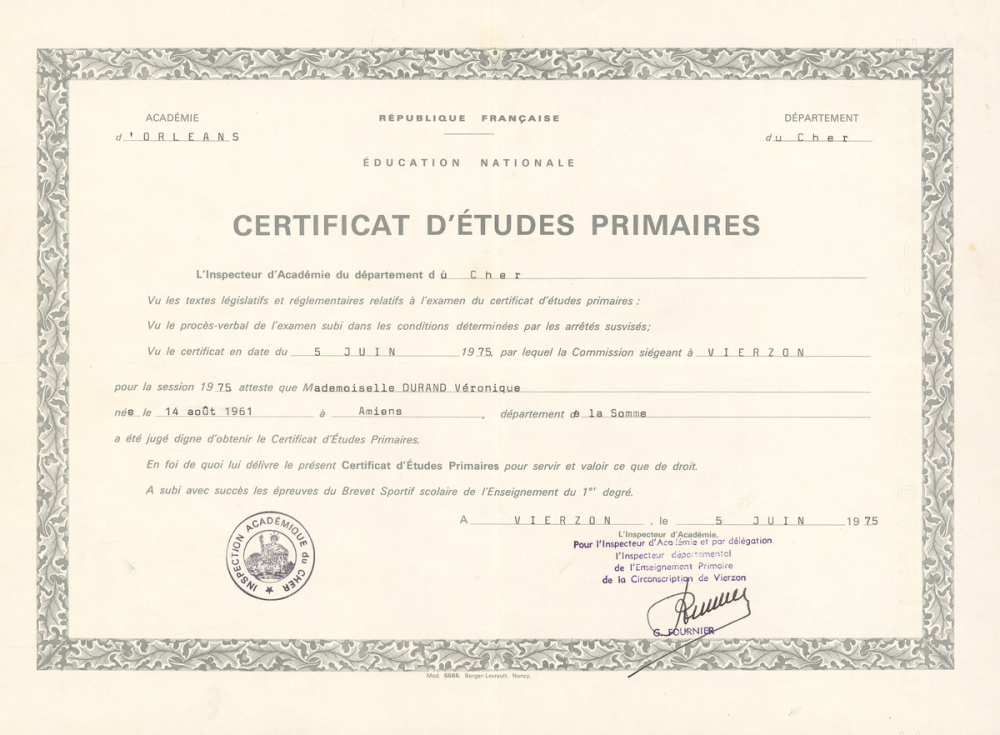 ACADÉMIE
d'ORLEANS
RÉPUBLIQUE FRANÇAISE
DÉPARTEMENT
du Cher
ÉDUCATION NATIONALE
CERTIFICAT D'ÉTUDES PRIMAIRES
L'Inspecteur d'Académie du département du Cher
Vu les textes législatifs et réglementaires relatifs à l'examen du certificat d'études primaires ;
Vu le procès-verbal de l'examen subi dans les conditions déterminées par les arrêtés susvisés;
Vu le certificat en date du 5 JUIN 1975, par lequel la Commission siégeant à VIERZON
pour la session 1975 atteste que Mademoiselle DURAND Véronique
née le 14 août 1961 à Amiens, département de la Somme
a été jugé digne d'obtenir le Certificat d'Études Primaires.
En foi de quoi lui délivre le présent Certificat d'Études Primaires pour servir et valoir ce que de droit.
A subi avec succès les épreuves du Brevet Sportif scolaire de l'Enseignement du 1er degré.
A VIERZON, le 5 JUIN 1975
L'Inspecteur d'Académie,
Pour l'Inspecteur d'Académie et par délégation
l'Inspecteur départemental
de l'Enseignement Primaire
de la Circonscription de Vierzon
G. FOURNIER
INSPECTION ACADÉMIQUE du CHER
Mod. 5565. Berger-Levrault, Nancy.